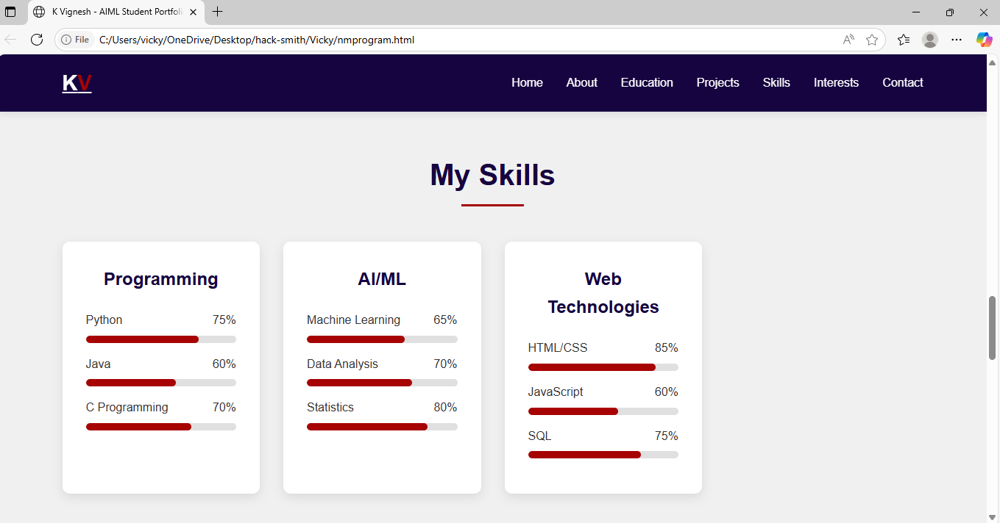 K Vignesh - AIML Student Portfoli
File
C:/Users/vicky/OneDrive/Desktop/hack-smith/Vicky/nmprogram.html
KV
Home About Education Projects Skills Interests Contact
My Skills
Programming
Python 75%
Java 60%
C Programming 70%
AI/ML
Machine Learning 65%
Data Analysis 70%
Statistics 80%
Web
Technologies
HTML/CSS 85%
JavaScript 60%
SQL 75%